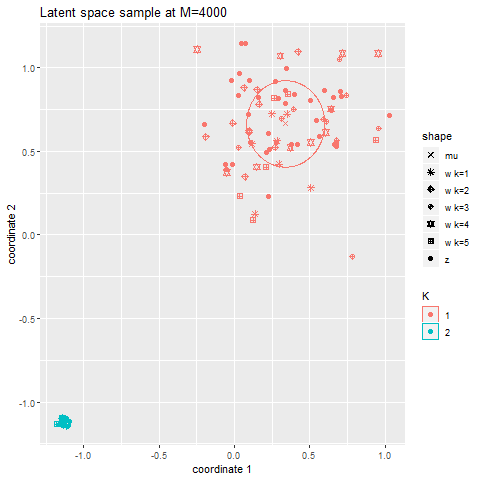 Latent space sample at M=4000
coordinate 2
1.0
0.5
0.0
-0.5
-1.0
-1.0
-0.5
0.0
0.5
1.0
coordinate 1
shape
mu
w k=1
w k=2
w k=3
w k=4
w k=5
z
K
1
2